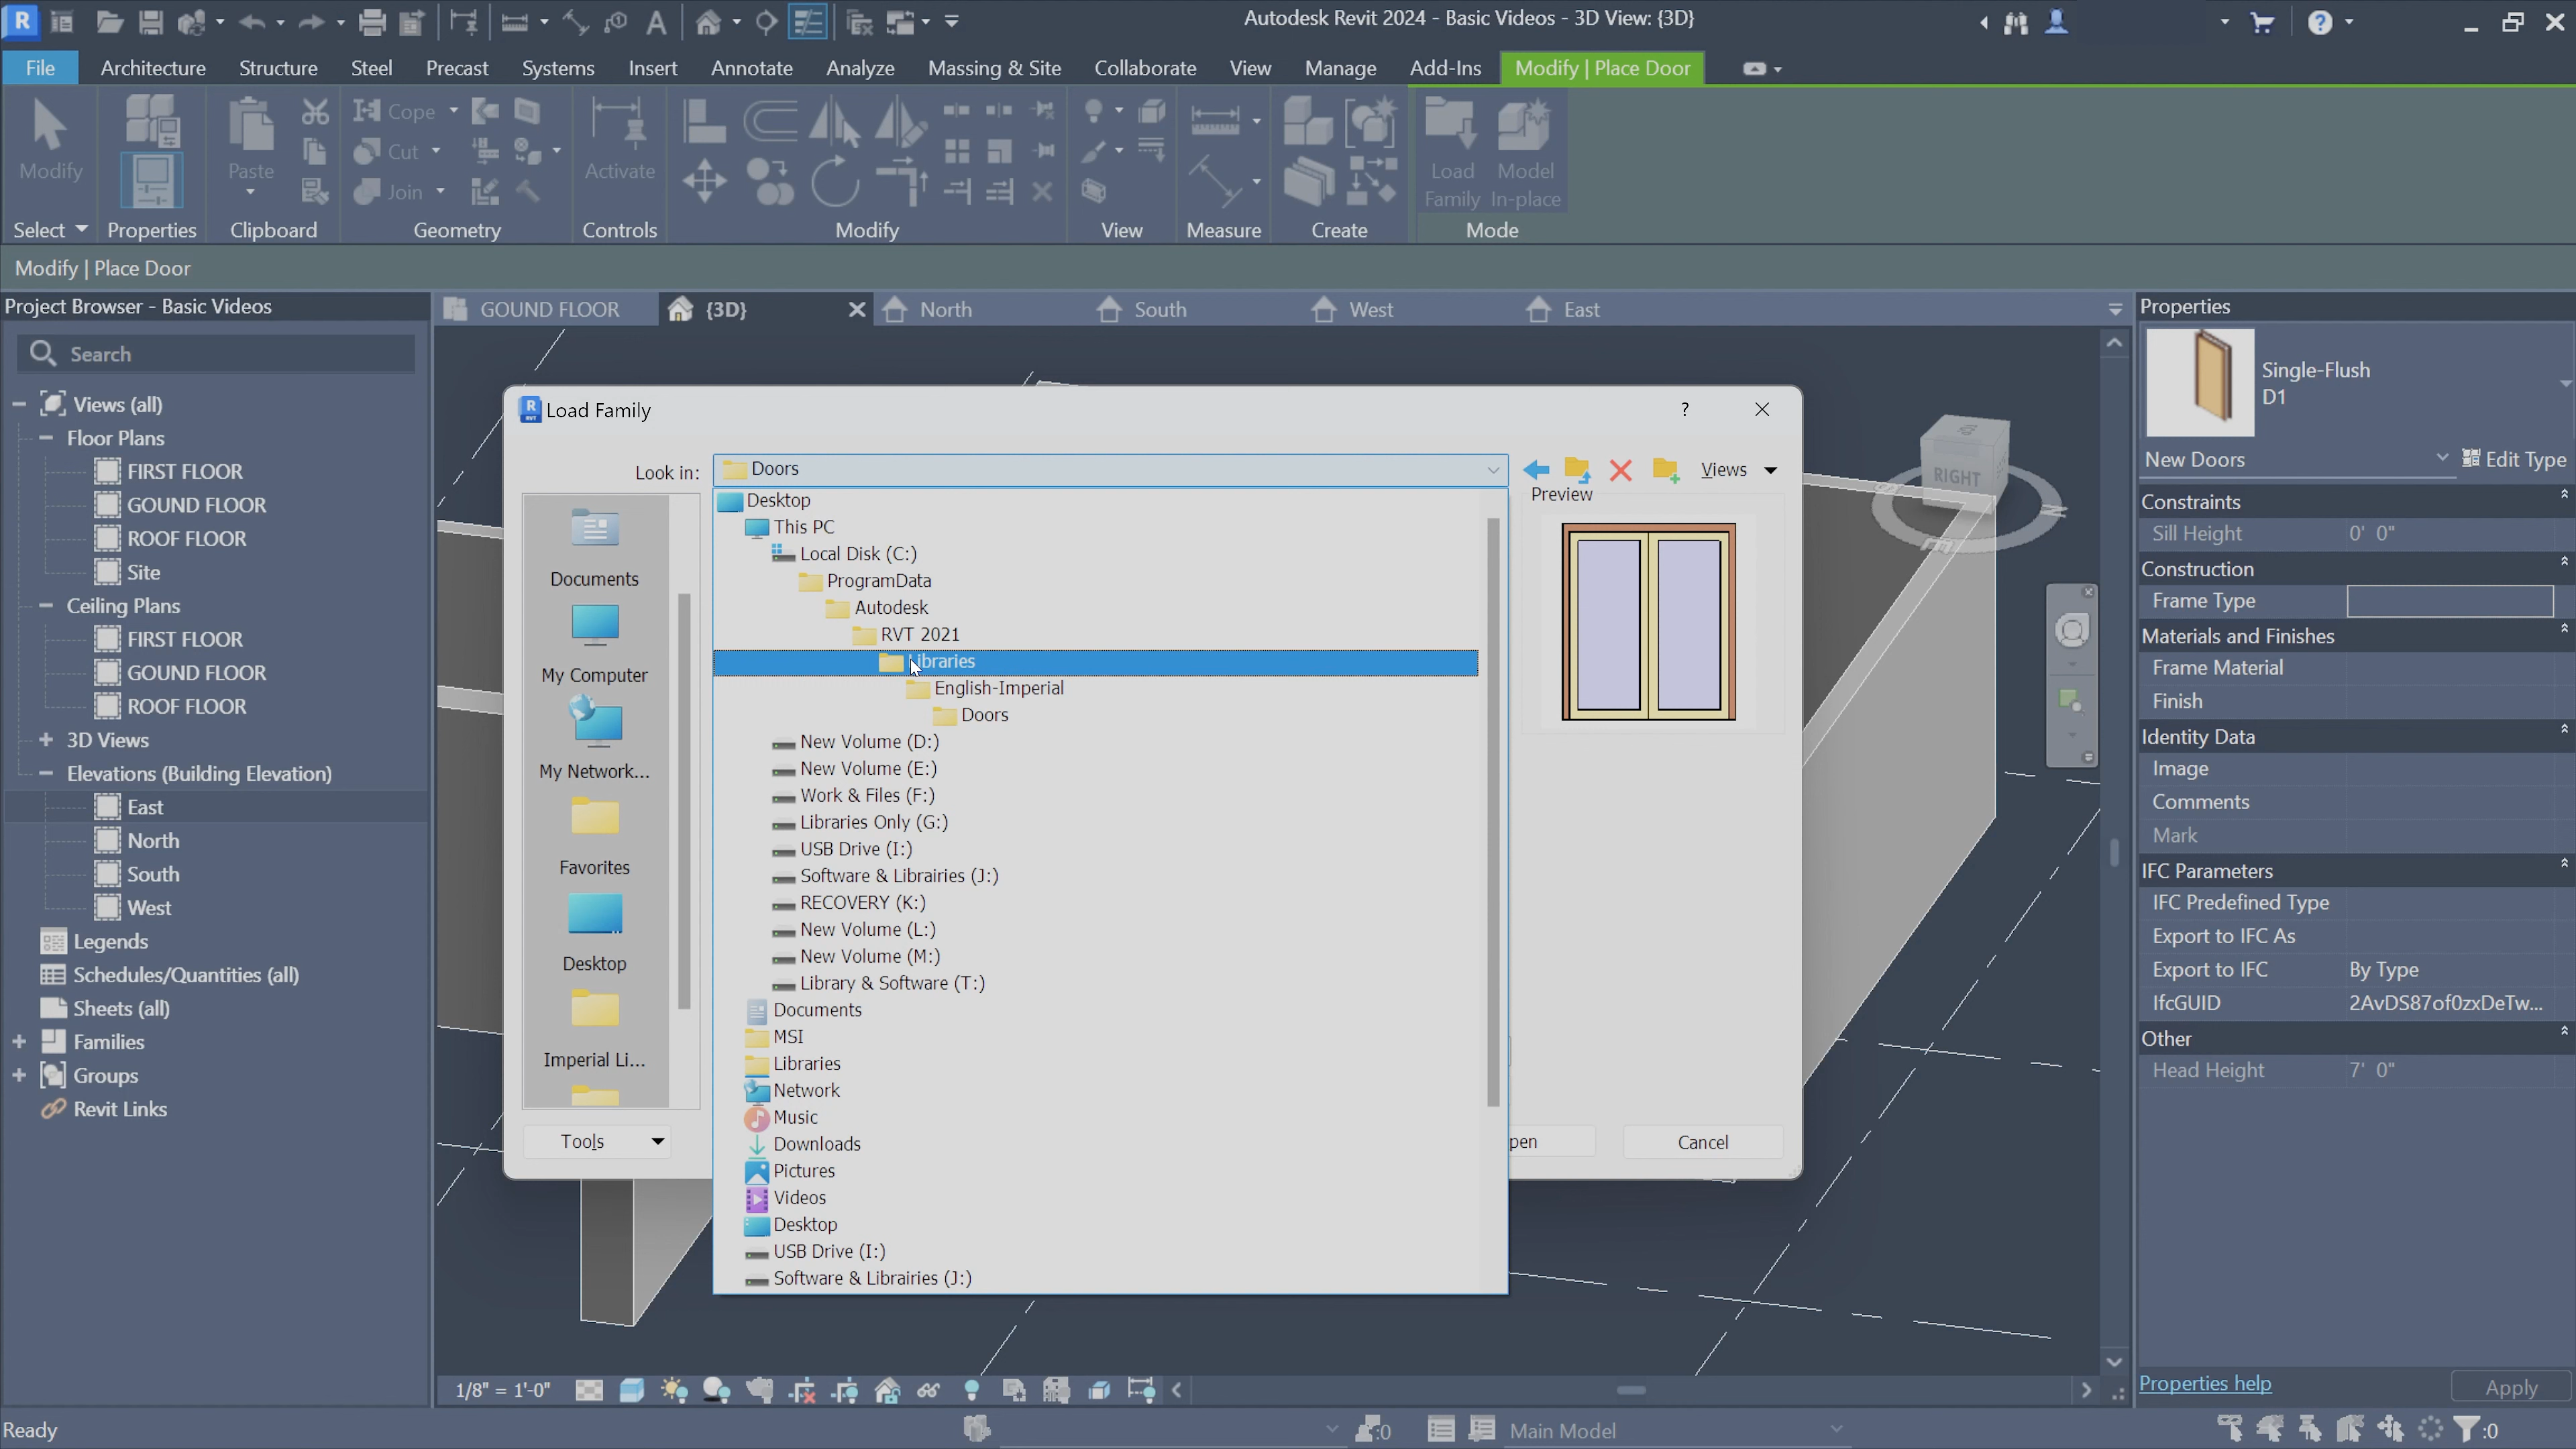 Autodesk Revit 2024 - Basic Videos - 3D View: {3D}
File Architecture Structure Steel Precast Systems Insert Annotate Analyze Massing & Site Collaborate View Manage Add-Ins Modify | Place Door
Modify Paste Cope Cut Join Activate Load Family Model In-place
Select Properties Clipboard Geometry Controls Modify View Measure Create Mode
Modify | Place Door
Project Browser - Basic Videos
Search
Views (all)
Floor Plans
FIRST FLOOR
GOUND FLOOR
ROOF FLOOR
Site
Ceiling Plans
FIRST FLOOR
GOUND FLOOR
ROOF FLOOR
3D Views
Elevations (Building Elevation)
East
North
South
West
Legends
Schedules/Quantities (all)
Sheets (all)
Families
Groups
Revit Links
GOUND FLOOR {3D} North South West East
RIGHT
Load Family
?
Look in: Doors
Views
Preview
Documents
My Computer
My Network...
Favorites
Desktop
Imperial Li...
Tools
Desktop
This PC
Local Disk (C:)
ProgramData
Autodesk
RVT 2021
Libraries
English-Imperial
Doors
New Volume (D:)
New Volume (E:)
Work & Files (F:)
Libraries Only (G:)
USB Drive (I:)
Software & Librairies (J:)
RECOVERY (K:)
New Volume (L:)
New Volume (M:)
Library & Software (T:)
Documents
MSI
Libraries
Network
Music
Downloads
Pictures
Videos
Desktop
USB Drive (I:)
Software & Librairies (J:)
pen
Cancel
Properties
Single-Flush
D1
New Doors Edit Type
Constraints
Sill Height 0' 0"
Construction
Frame Type
Materials and Finishes
Frame Material
Finish
Identity Data
Image
Comments
Mark
IFC Parameters
IFC Predefined Type
Export to IFC As
Export to IFC By Type
IfcGUID 2AvDS87of0zxDeTw...
Other
Head Height 7' 0"
Properties help Apply
1/8" = 1'-0"
Ready :0 Main Model :0